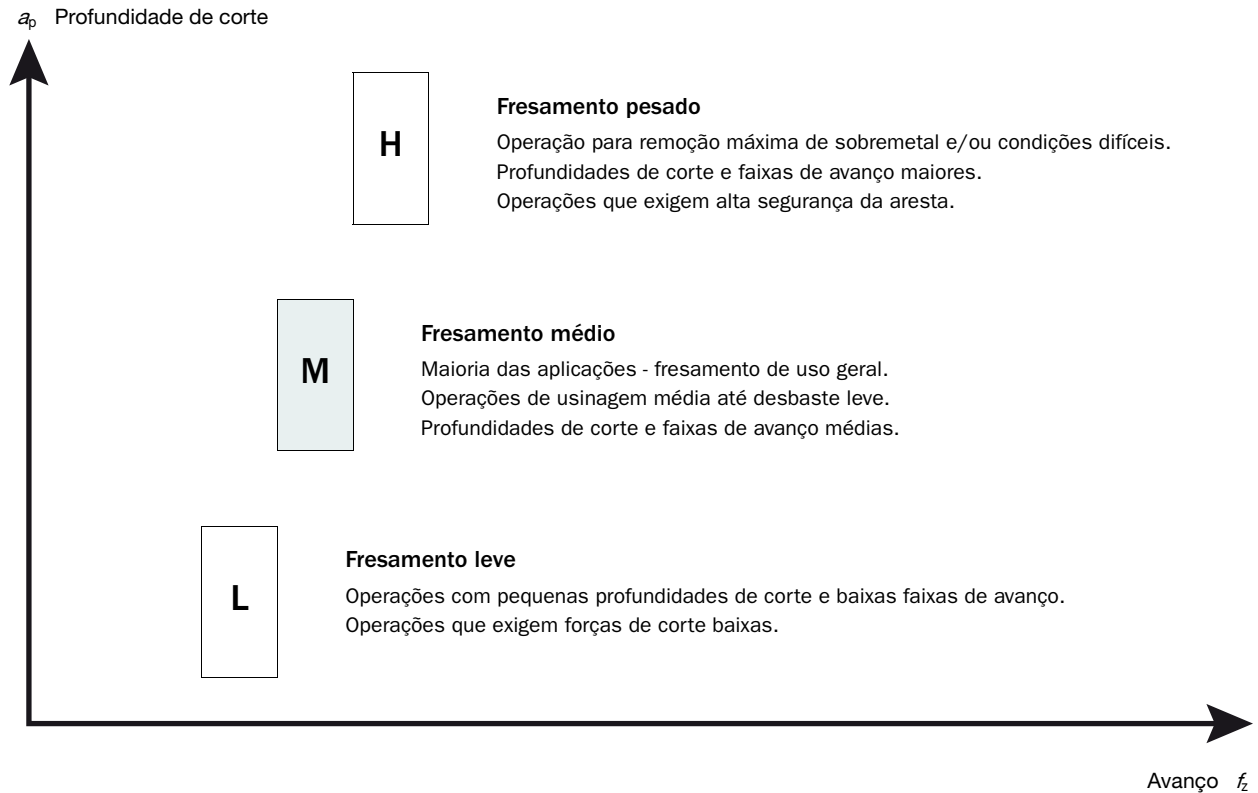 ap Profundidade de corte
H
Fresamento pesado
Operação para remoção máxima de sobremetal e/ou condições difíceis.
Profundidades de corte e faixas de avanço maiores.
Operações que exigem alta segurança da aresta.
M
Fresamento médio
Maioria das aplicações - fresamento de uso geral.
Operações de usinagem média até desbaste leve.
Profundidades de corte e faixas de avanço médias.
L
Fresamento leve
Operações com pequenas profundidades de corte e baixas faixas de avanço.
Operações que exigem forças de corte baixas.
Avanço fz